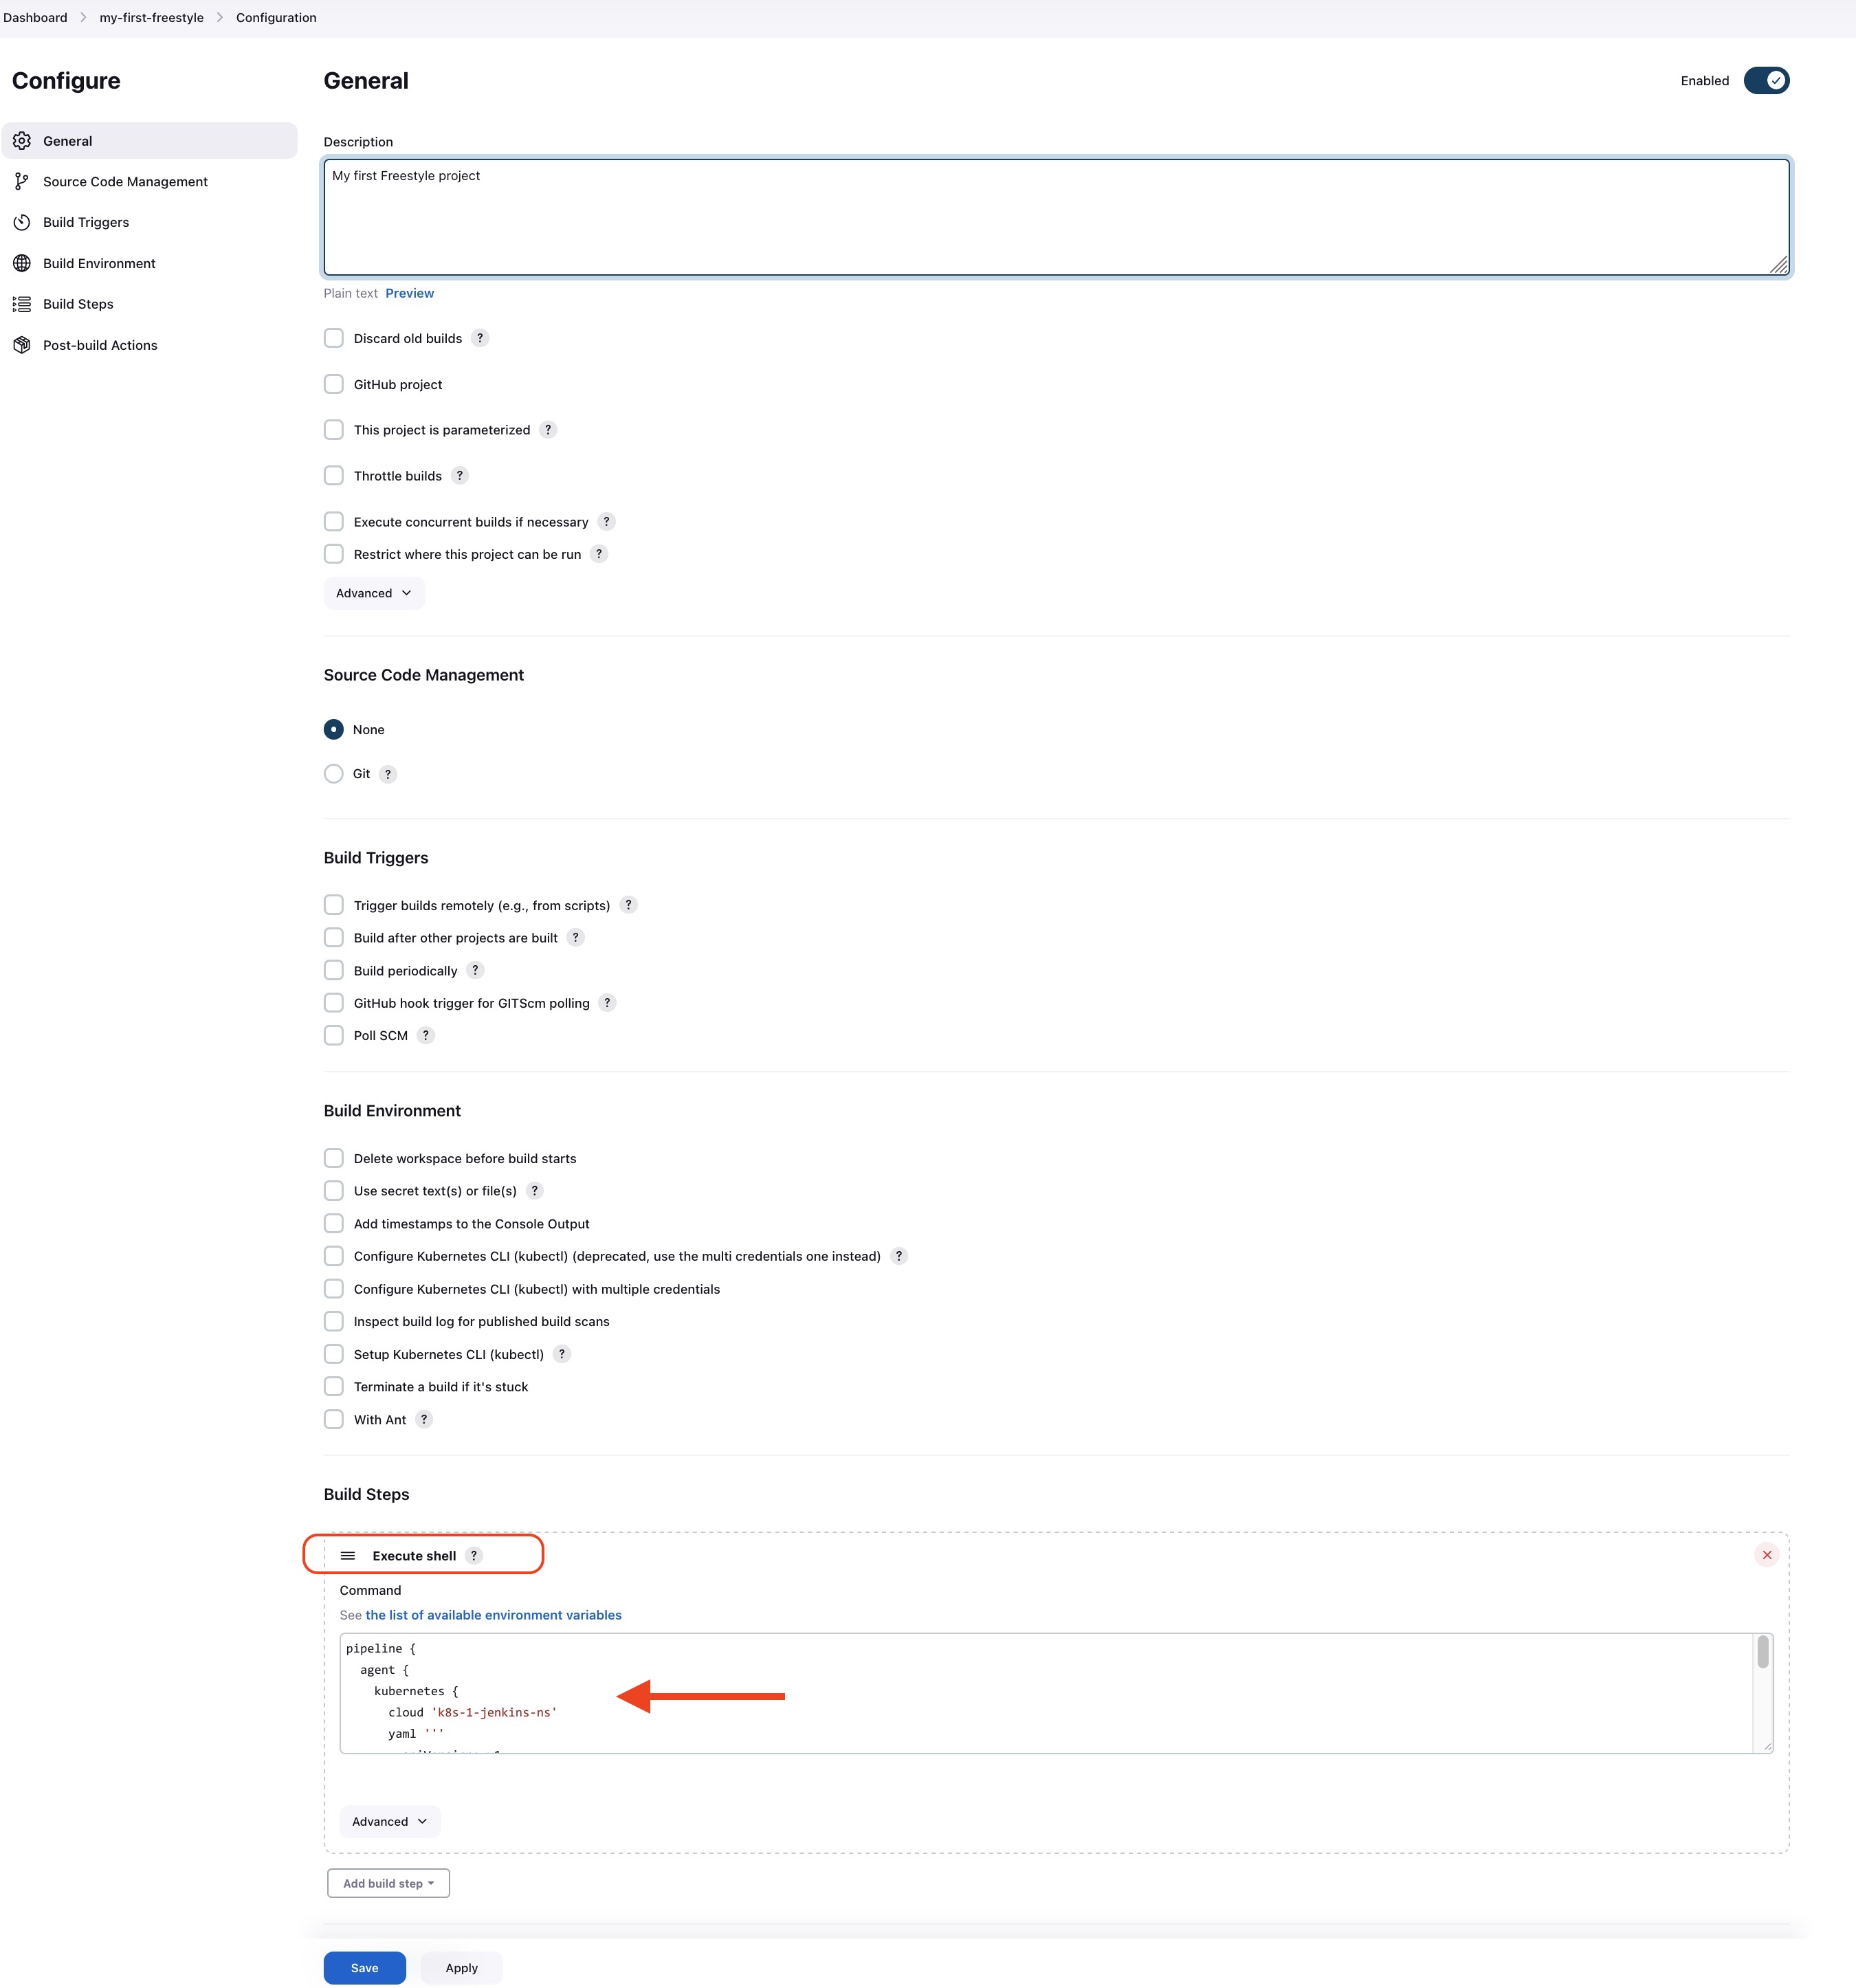 Dashboard > my-first-freestyle > Configuration
Configure
General
Source Code Management
Build Triggers
Build Environment
Build Steps
Post-build Actions
General
Enabled
Description
My first Freestyle project
Plain text Preview
Discard old builds ?
GitHub project
This project is parameterized ?
Throttle builds ?
Execute concurrent builds if necessary ?
Restrict where this project can be run ?
Advanced
Source Code Management
None
Git ?
Build Triggers
Trigger builds remotely (e.g., from scripts) ?
Build after other projects are built ?
Build periodically ?
GitHub hook trigger for GITScm polling ?
Poll SCM ?
Build Environment
Delete workspace before build starts
Use secret text(s) or file(s) ?
Add timestamps to the Console Output
Configure Kubernetes CLI (kubectl) (deprecated, use the multi credentials one instead) ?
Configure Kubernetes CLI (kubectl) with multiple credentials
Inspect build log for published build scans
Setup Kubernetes CLI (kubectl) ?
Terminate a build if it's stuck
With Ant ?
Build Steps
Execute shell ?
Command
See the list of available environment variables
pipeline {
agent {
kubernetes {
cloud 'k8s-1-jenkins-ns'
yaml '''
Advanced
Add build step
Save
Apply